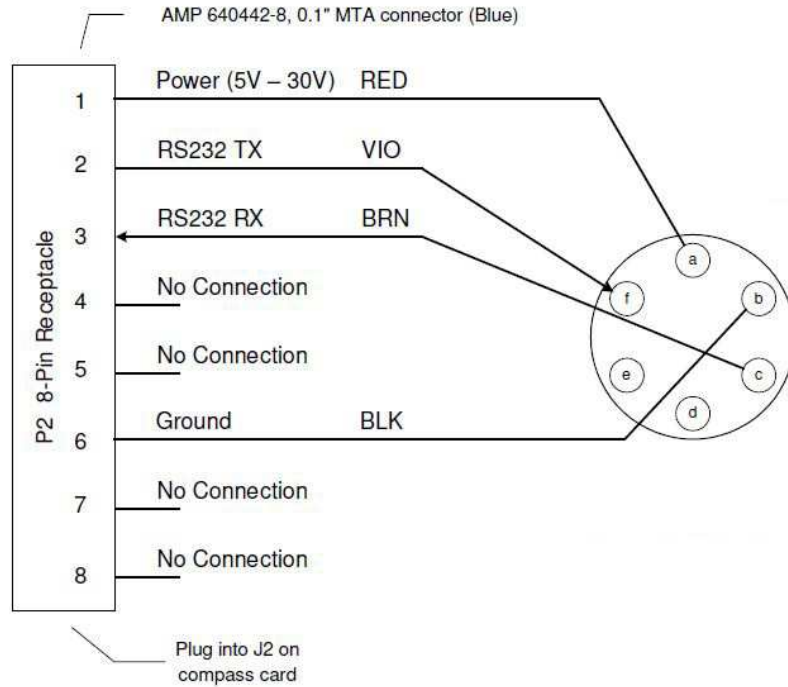 AMP 640442-8, 0.1" MTA connector (Blue)
P2 8-Pin Receptacle
1 Power (5V – 30V) RED
2 RS232 TX VIO
3 RS232 RX BRN
4 No Connection
5 No Connection
6 Ground BLK
7 No Connection
8 No Connection
a
b
c
d
e
f
Plug into J2 on
compass card